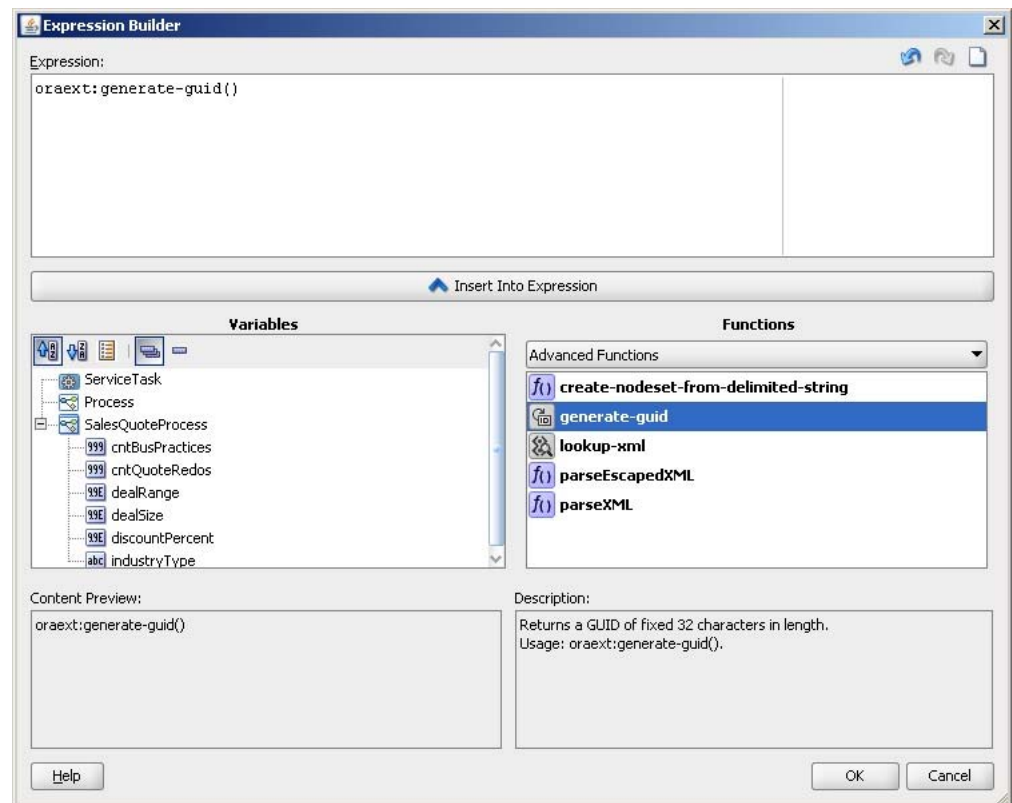 Expression Builder
Expression:
oraext:generate-guid()
Insert Into Expression
Variables
ServiceTask
Process
SalesQuoteProcess
999 cntBusPractices
999 cntQuoteRedos
99E dealRange
99E dealSize
99E discountPercent
abc industryType
Functions
Advanced Functions
f() create-nodeset-from-delimited-string
generate-guid
lookup-xml
f() parseEscapedXML
f() parseXML
Content Preview:
oraext:generate-guid()
Description:
Returns a GUID of fixed 32 characters in length.
Usage: oraext:generate-guid().
Help
OK
Cancel